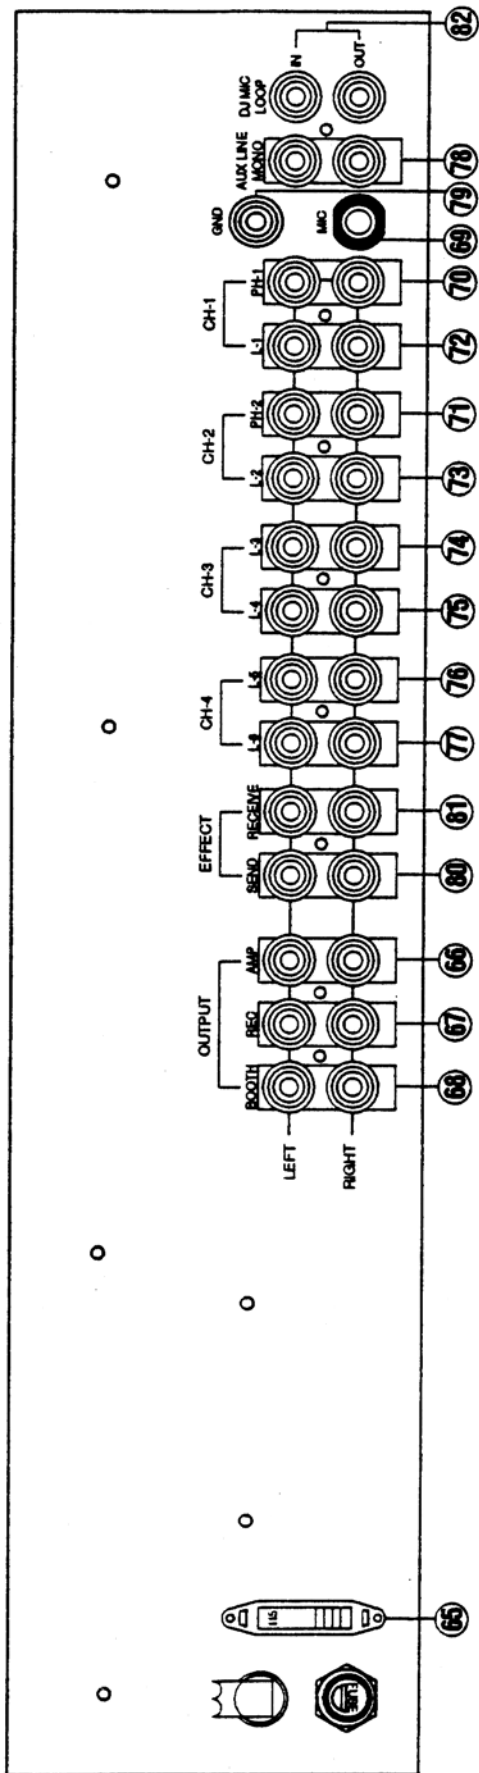 OUTPUT
EFFECT
CH-4
CH-3
CH-2
CH-1
GND
AUX LINE
MONO
DJ MIC
LOOP
BOOTH
REC
AMP
SEND
RECEIVE
L-6
L-5
L-4
L-3
L-2
PH-2
L-1
PH-1
MIC
IN
OUT
LEFT
RIGHT
115
FUSE
65
68
67
66
80
81
77
76
75
74
73
71
72
70
69
79
78
82